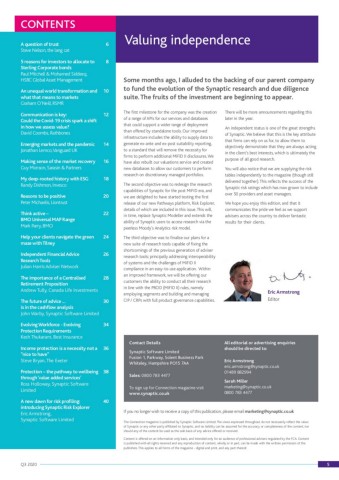 CONTENTS
A question of trust 6
Steve Nelson, the lang cat
5 reasons for investors to allocate to 8
Sterling Corporate bonds
Paul Mitchell & Mohamed Siddeeq,
HSBC Global Asset Management
An unusual world transformation and 10
what that means to markets
Graham O'Neill, RSMR
Communication is key: 12
Could the Covid-19 crisis spark a shift
in how we assess value?
David Coombs, Rathbones
Emerging markets and the pandemic 14
Jonathan Lemco, Vanguard UK
Making sense of the market recovery 16
Guy Monson, Sarasin & Partners
My deep-rooted history with ESG 18
Randy Dishmon, Invesco
Reasons to be positive 20
Peter Michaelis, Liontrust
Think active – 22
BMO Universal MAP Range
Mark Parry, BMO
Help your clients navigate the green 24
maze with 7Rimy
Independent Financial Advice 26
Research Tools
Julian Hartt, Adviser Network
The importance of a Centralised 28
Retirement Proposition
Andrew Tully, Canada Life Investments
The future of advice ... 30
is in the cashflow analysis
John Warby, Synaptic Software Limited
Evolving Workforce - Evolving 34
Protection Requirements
Keith Thickaren, Best Insurance
Income protection is a necessity not a 36
"nice to have"
Steve Bryan, The Exeter
Protection – the pathway to wellbeing 38
through 'value added services'
Ross Holloway, Synaptic Software
Limited
A new dawn for risk profiling: 40
Introducing Synaptic Risk Explorer
Eric Armstrong,
Synaptic Software Limited
Valuing independence
Some months ago, I alluded to the backing of our parent company
to fund the evolution of the Synaptic research and due diligence
suite. The fruits of the investment are beginning to appear.
The first milestone for the company was the creation
of a range of APIs for our services and databases
that could support a wider range of deployment
than offered by standalone tools. Our improved
infrastructure includes the ability to supply data to
generate ex-ante and ex-post suitability reporting
to a standard that will remove the necessity for
firms to perform additional MiFID II disclosures. We
have also rebuilt our valuations service and created
new databases to allow our customers to perform
research on discretionary managed portfolios.
The second objective was to redesign the research
capabilities of Synaptic for the post MiFID era, and
we are delighted to have started testing the first
release of our new Pathways platform, Risk Explorer,
details of which are included in this issue. This will,
in time, replace Synaptic Modeller and extends the
ability of Synaptic users to access research via the
peerless Moody's Analytics risk model.
The third objective was to finalise our plans for a
new suite of research tools capable of fixing the
shortcomings of the previous generation of adviser
research tools; principally addressing interoperability
of systems and the challenges of MiFID II
compliance in an easy to use application. Within
an improved framework, we will be offering our
customers the ability to conduct all their research
in line with the PROD (MiFID II) rules, namely
employing segments and building and managing
CIP / CRPs with full product governance capabilities.
There will be more announcements regarding this
later in the year.
An independent status is one of the great strengths
of Synaptic. We believe that this is the key attribute
that firms can rely on as for us allow them to
objectively demonstrate that they are always acting
in the client's best interests, which is ultimately the
purpose of all good research.
You will also notice that we are supplying the risk
tables independently to the magazine (though still
delivered together). This reflects the success of the
Synaptic risk ratings which has now grown to include
over 50 providers and asset managers.
We hope you enjoy this edition, and that it
communicates the pride we feel as we support
advisers across the country to deliver fantastic
results for their clients.
Eric Armstrong
Editor
Contact Details
Synaptic Software Limited
Fusion 1, Parkway, Solent Business Park
Whiteley, Hampshire PO15 7AA
Sales: 0800 783 4477
To sign up for Connection magazine visit
www.synaptic.co.uk
All editorial or advertising enquiries
should be directed to:
Eric Armstrong
eric.armstrong@synaptic.co.uk
Sarah Miller
marketing@synaptic.co.uk
0800 783 4477
If you no longer wish to receive a copy of this publication, please email marketing@synaptic.co.uk
Q3 2020
3